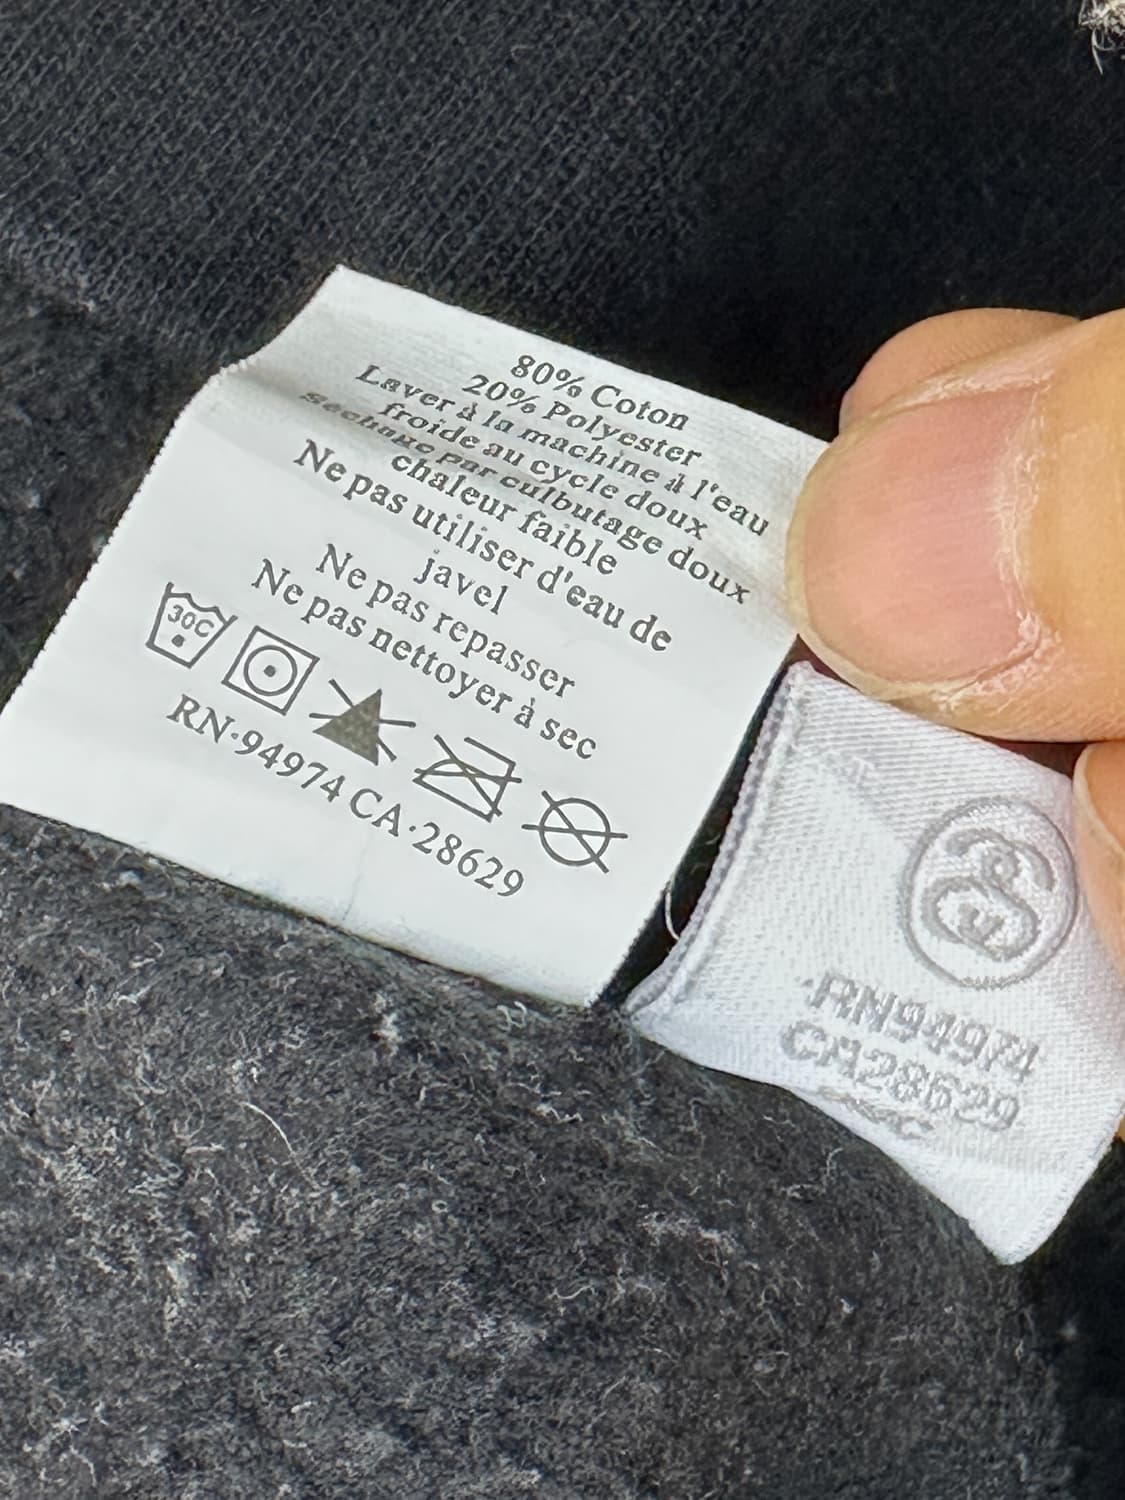 80% Coton
20% Polyester
Laver à la machine à l'eau
froide au cycle doux
Séchage par culbutage doux
chaleur faible
Ne pas utiliser d'eau de
javel
Ne pas repasser
Ne pas nettoyer à sec
30C
RN·94974 CA·28629
RN94974
CA28629